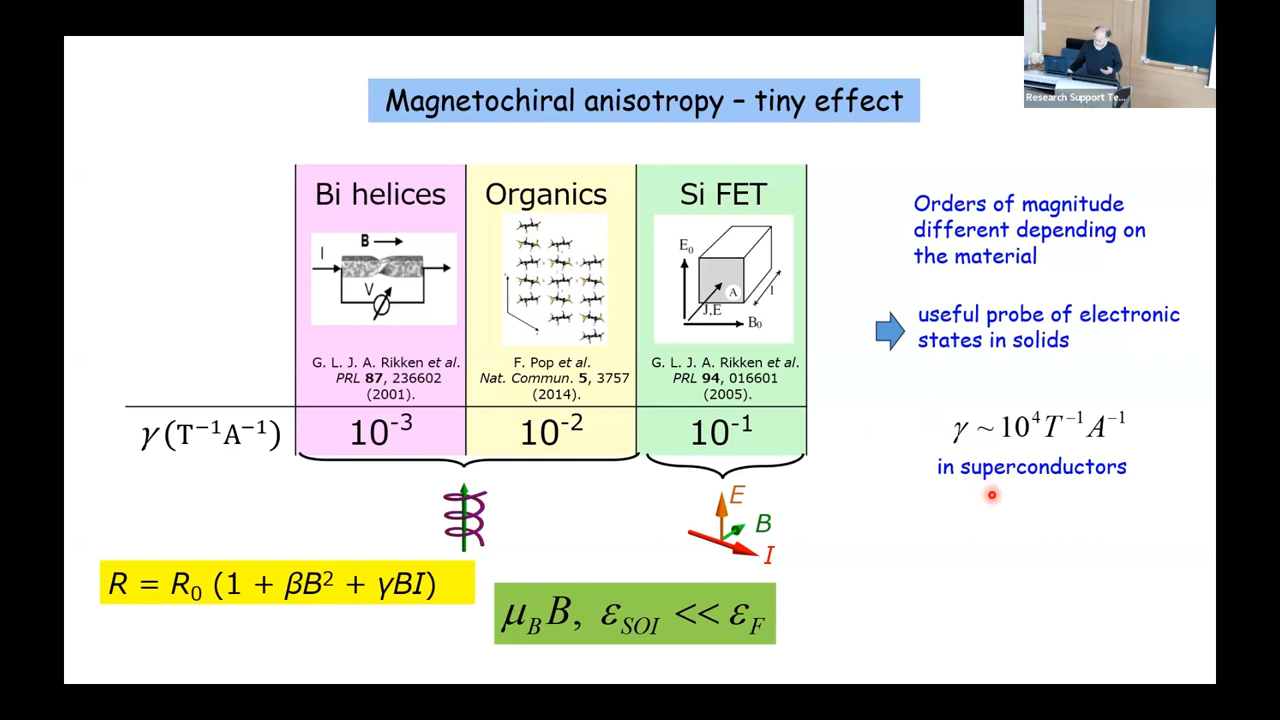 Research Support Te...
Magnetochiral anisotropy – tiny effect
Bi helices
B
I
V
G. L. J. A. Rikken et al.
PRL 87, 236602
(2001).
Organics
F. Pop et al.
Nat. Commun. 5, 3757
(2014).
Si FET
E₀
A
l
J,E
B₀
G. L. J. A. Rikken et al.
PRL 94, 016601
(2005).
γ (T⁻¹A⁻¹)
10⁻³
10⁻²
10⁻¹
E
B
I
R = R₀ (1 + βB² + γBI)
μ_B B, ε_SOI << ε_F
Orders of magnitude
different depending on
the material
useful probe of electronic
states in solids
γ ~ 10⁴ T⁻¹ A⁻¹
in superconductors